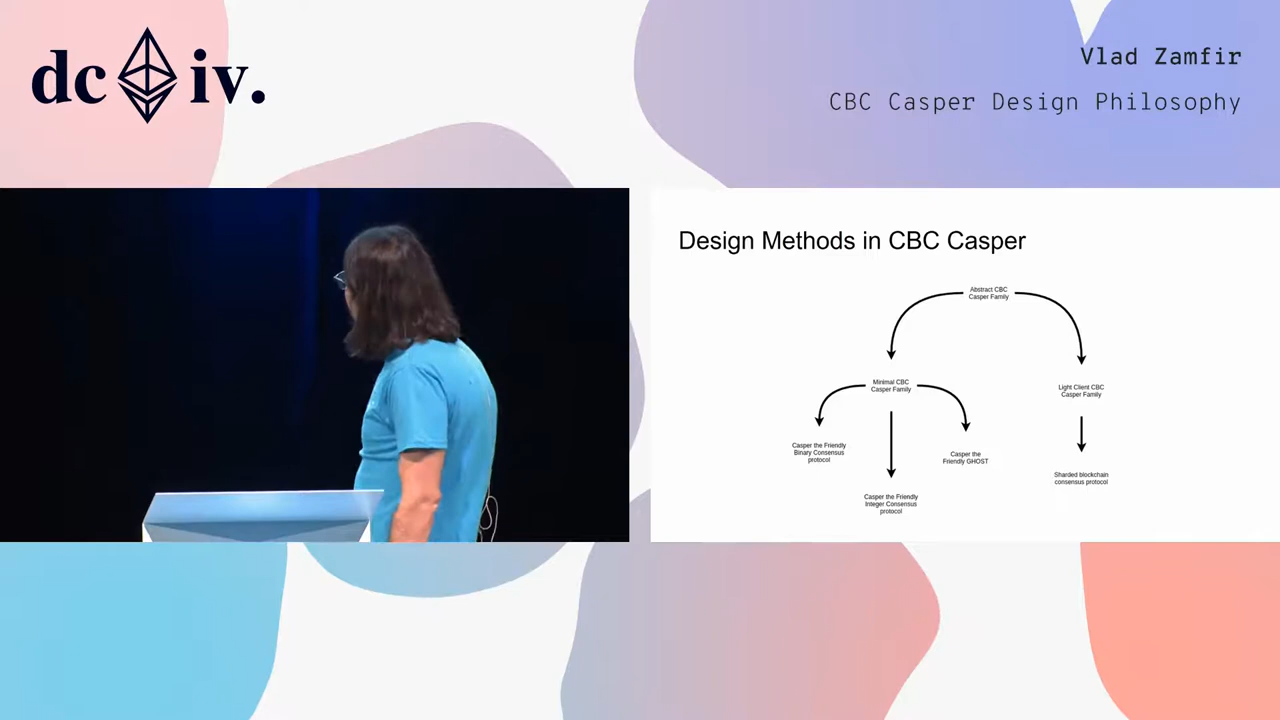 dc iv.
Vlad Zamfir
CBC Casper Design Philosophy
Design Methods in CBC Casper
Abstract CBC
Casper Family
Minimal CBC
Casper Family
Light Client CBC
Casper Family
Casper the Friendly
Binary Consensus
protocol
Casper the
Friendly GHOST
Sharded blockchain
consensus protocol
Casper the Friendly
Integer Consensus
protocol